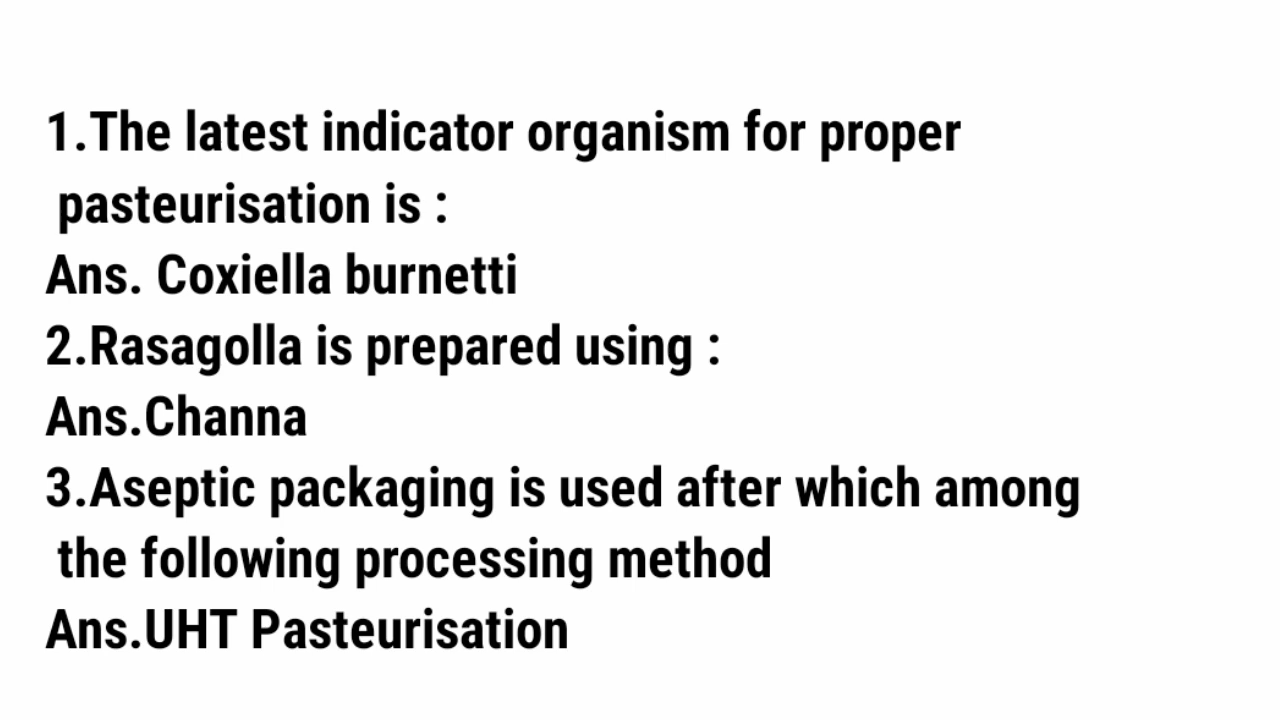 1.The latest indicator organism for proper
pasteurisation is :
Ans. Coxiella burnetti
2.Rasagolla is prepared using :
Ans.Channa
3.Aseptic packaging is used after which among
the following processing method
Ans.UHT Pasteurisation